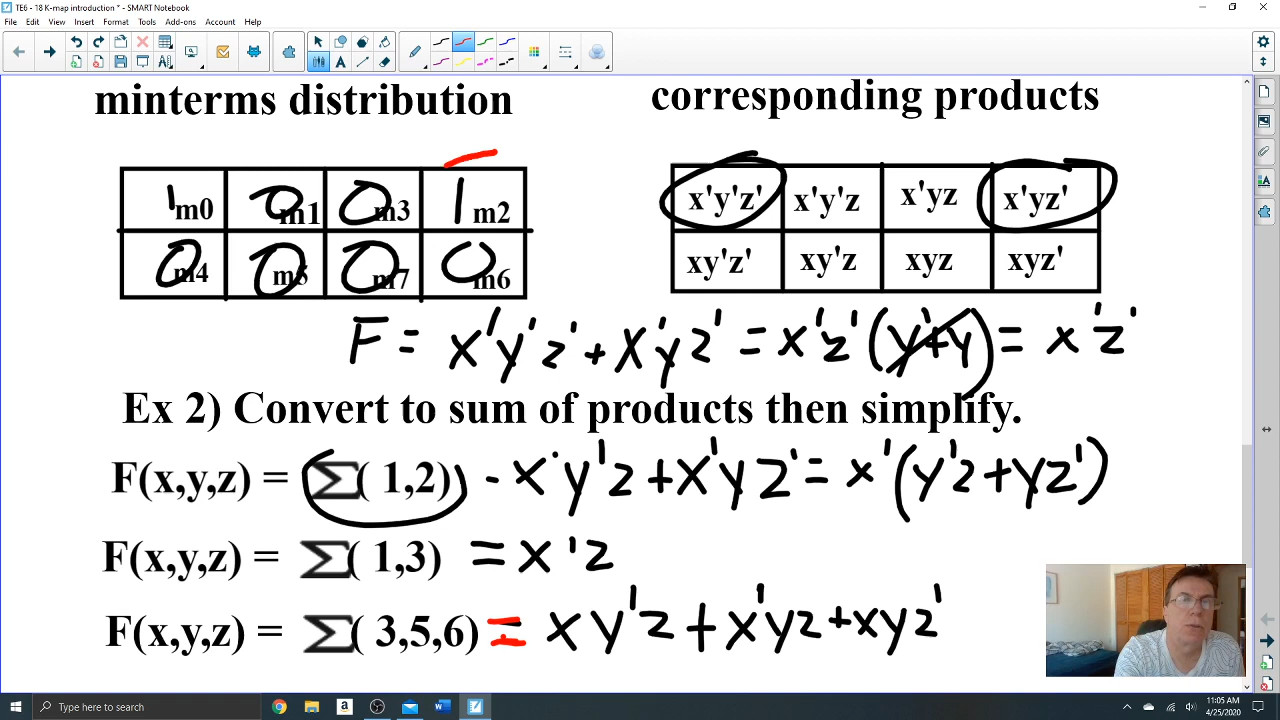 TE6 - 18 K-map introduction * - SMART Notebook
File Edit View Insert Format Tools Add-ons Account Help
minterms distribution
corresponding products
1 m0 0 m1 0 m3 1 m2
0 m4 0 m5 0 m7 0 m6
x'y'z' x'y'z x'yz x'yz'
xy'z' xy'z xyz xyz'
F = x'y'z' + x'yz' = x'z'(y'+y) = x'z'
Ex 2) Convert to sum of products then simplify.
F(x,y,z) = ∑( 1,2) - x'y'z + x'yz' = x'(y'z + yz')
F(x,y,z) = ∑( 1,3) = x'z
F(x,y,z) = ∑( 3,5,6) = xy'z + x'yz + xyz'
Type here to search
11:05 AM
4/25/2020